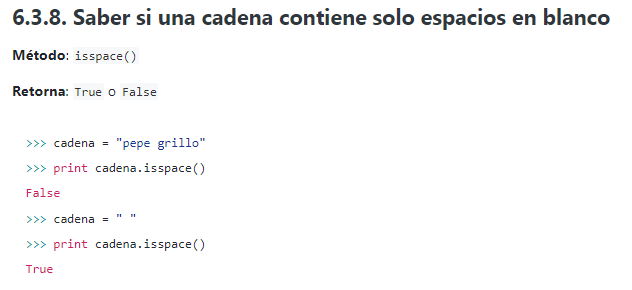 6.3.8. Saber si una cadena contiene solo espacios en blanco
Método: isspace()
Retorna: True o False
>>> cadena = "pepe grillo"
>>> print cadena.isspace()
False
>>> cadena = " "
>>> print cadena.isspace()
True